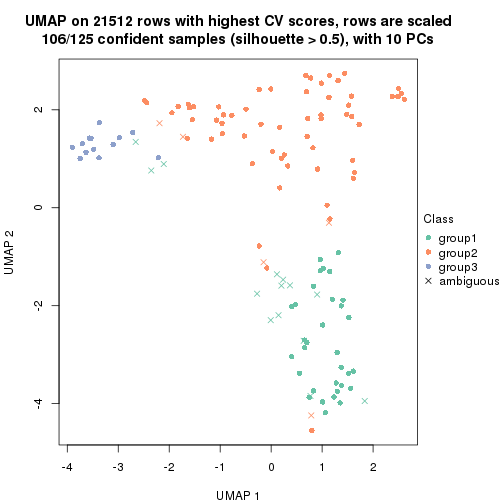 UMAP on 21512 rows with highest CV scores, rows are scaled
106/125 confident samples (silhouette > 0.5), with 10 PCs
UMAP 2
2
0
-2
-4
-4
-3
-2
-1
0
1
2
UMAP 1
Class
group1
group2
group3
ambiguous